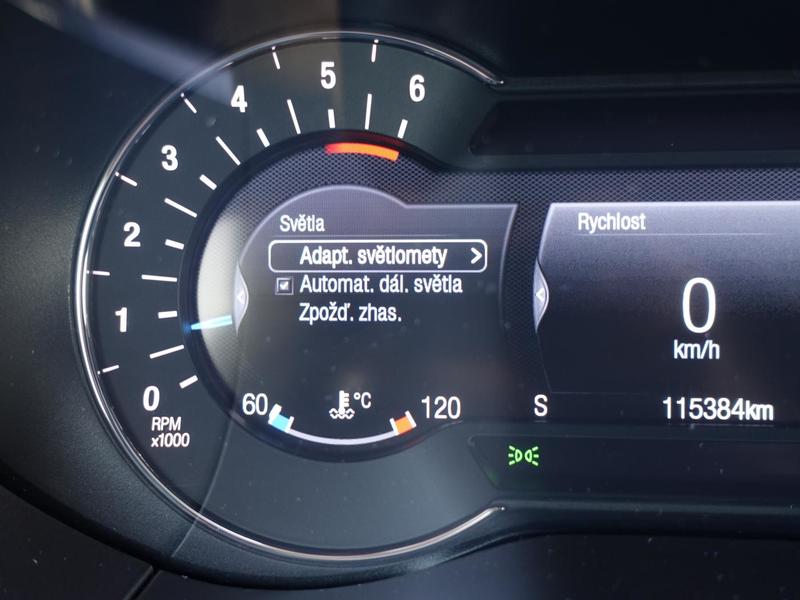 6
5
4
3
2
1
0
RPM
x1000
Světla
Adapt. světlomety >
Automat. dál. světla
Zpožď. zhas.
60 °C 120
Rychlost
0
km/h
S 115384km